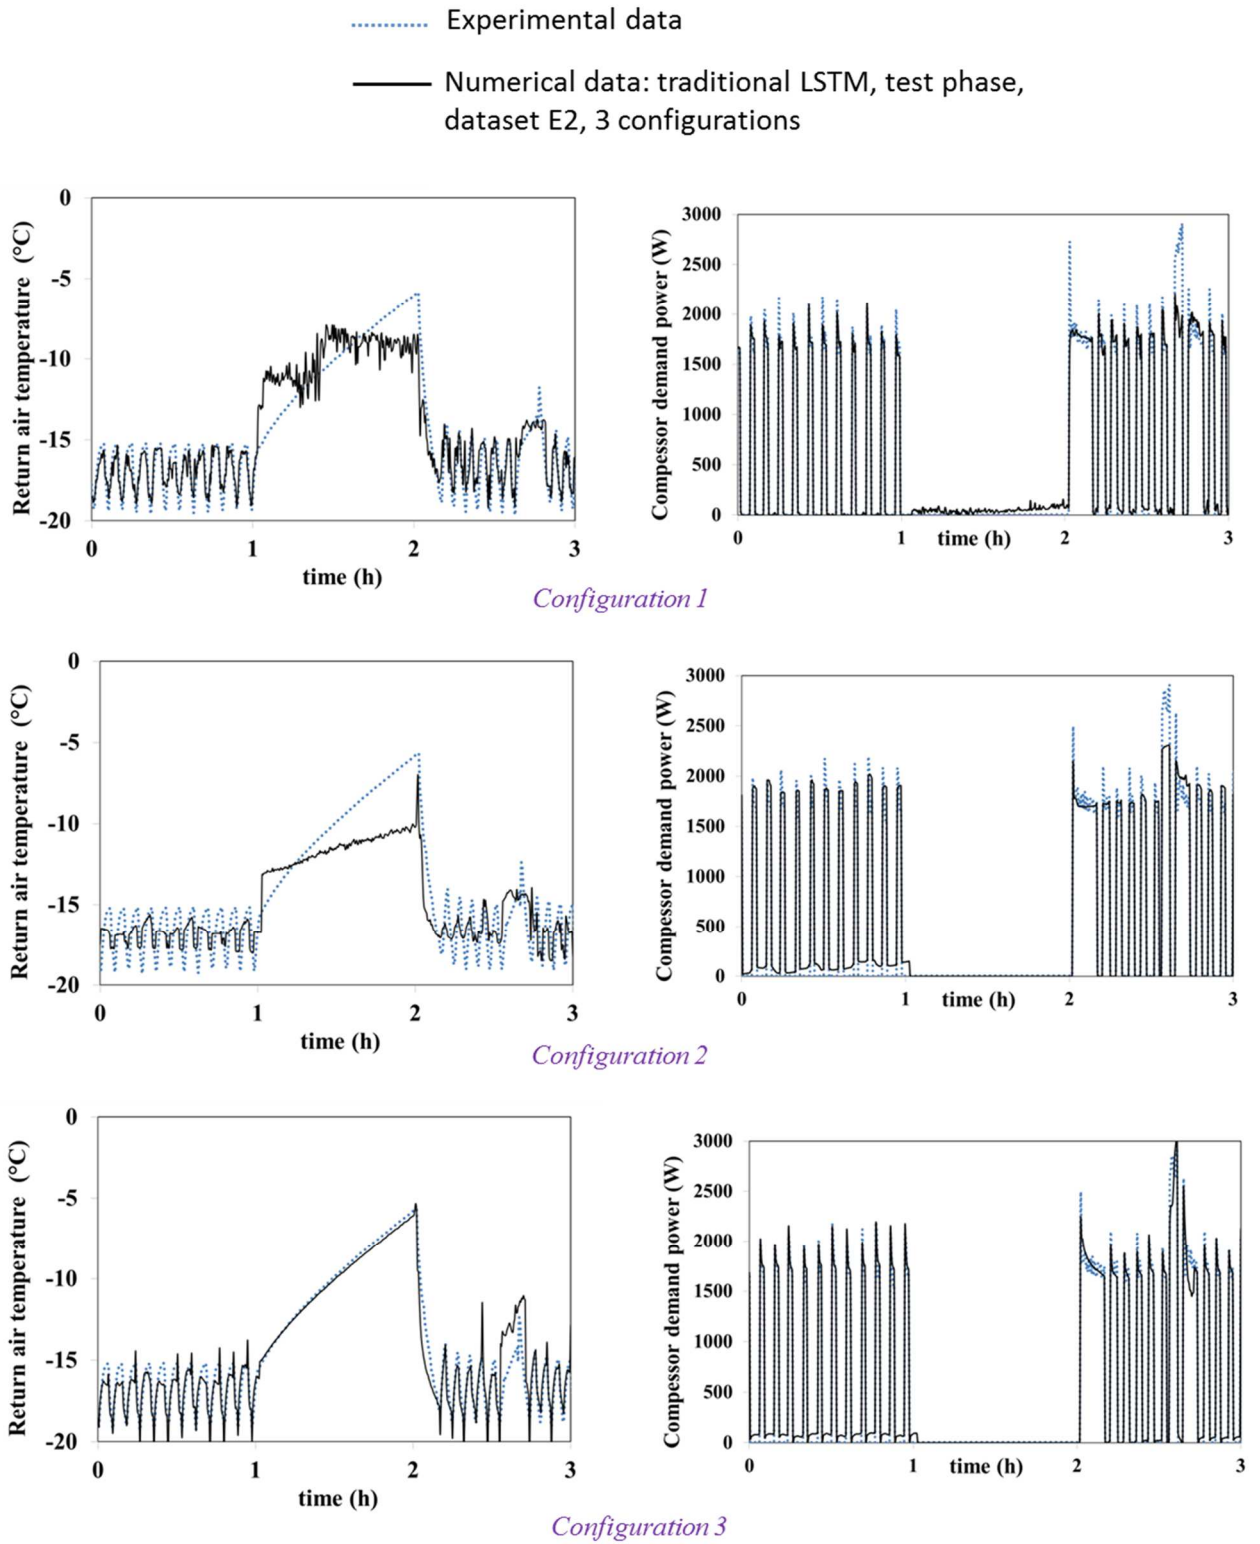 Experimental data
Numerical data: traditional LSTM, test phase,
dataset E2, 3 configurations
Return air temperature (°C)
0
-5
-10
-15
-20
0 1 2 3
time (h)
Compessor demand power (W)
3000
2500
2000
1500
1000
500
0
0 1 time (h) 2 3
Configuration 1
Return air temperature (°C)
0
-5
-10
-15
-20
0 1 2 3
time (h)
Compessor demand power (W)
3000
2500
2000
1500
1000
500
0
0 1 time (h) 2 3
Configuration 2
Return air temperature (°C)
0
-5
-10
-15
-20
0 1 2 3
time (h)
Compessor demand power (W)
3000
2500
2000
1500
1000
500
0
0 1 time (h) 2 3
Configuration 3